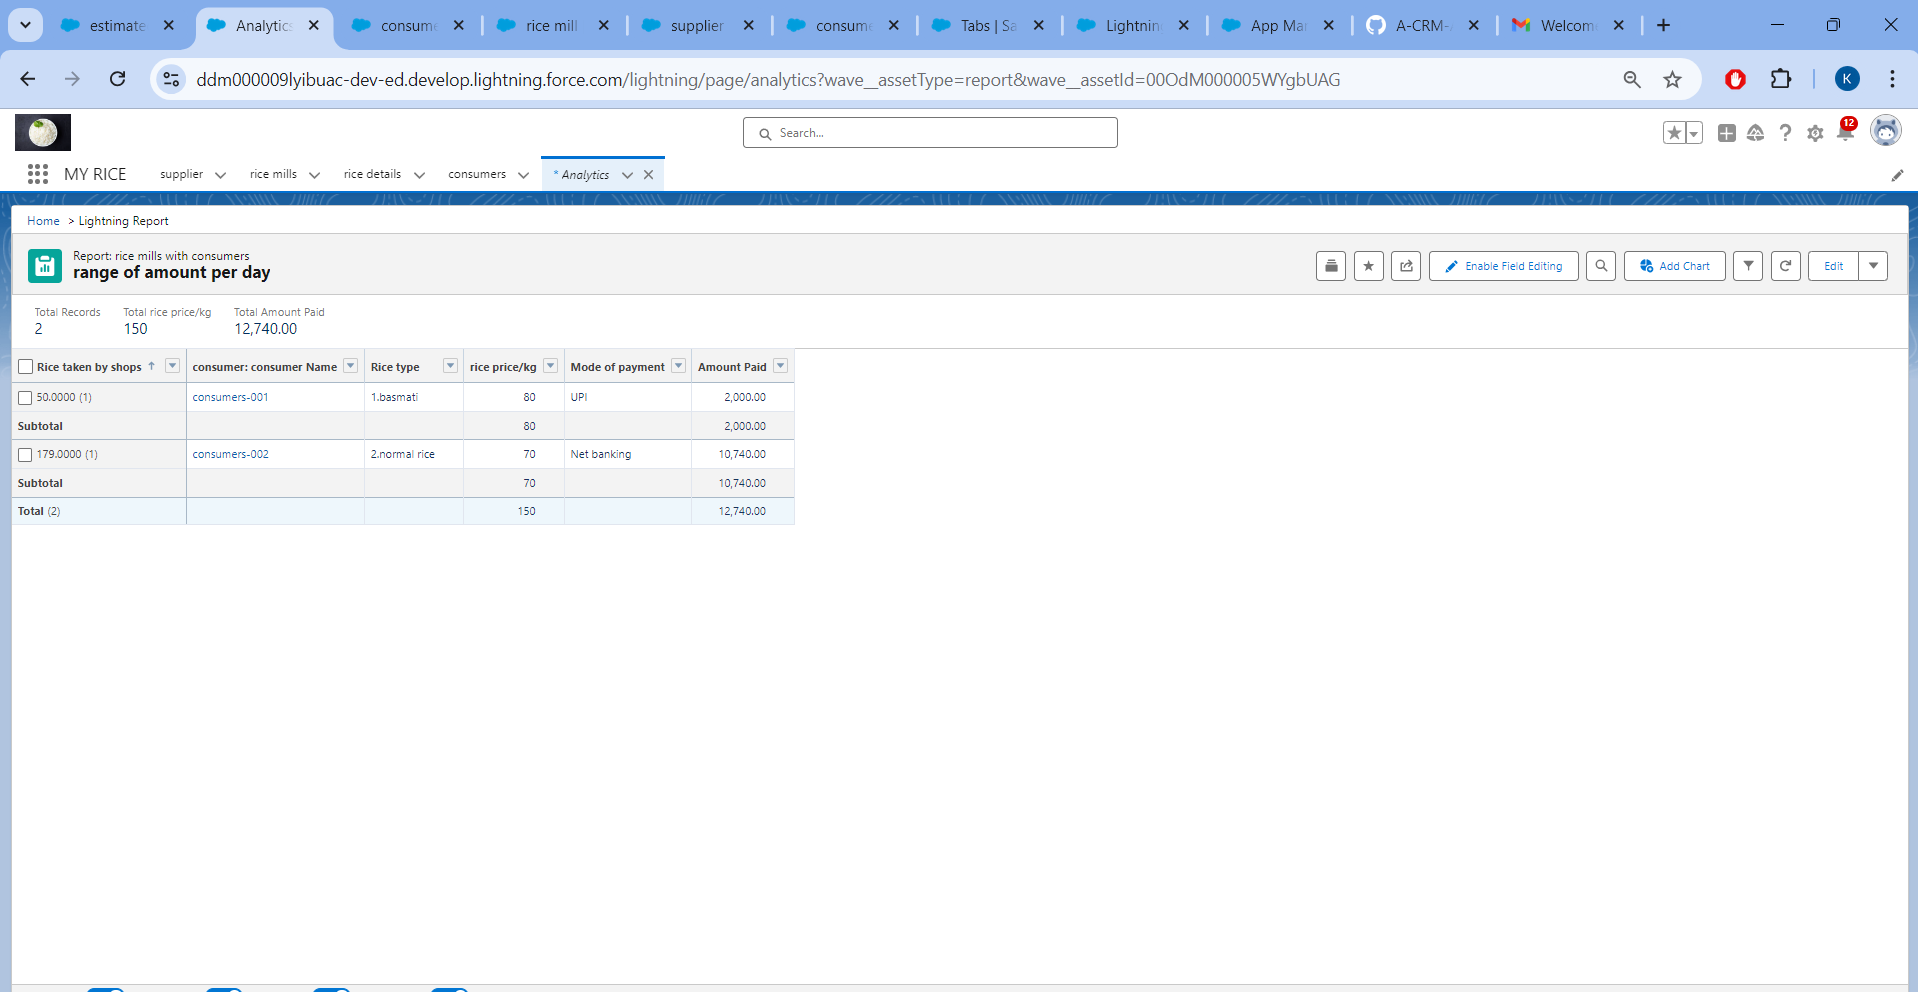 estimate Analytics consume rice mill supplier consume Tabs | Sa Lightnin App Mar A-CRM- Welcom
ddm000009lyibuac-dev-ed.develop.lightning.force.com/lightning/page/analytics?wave__assetType=report&wave__assetId=00OdM000005WYgbUAG
K
Search...
12
MY RICE supplier rice mills rice details consumers * Analytics
Home > Lightning Report
Report: rice mills with consumers
range of amount per day
Enable Field Editing Add Chart Edit
Total Records Total rice price/kg Total Amount Paid
2 150 12,740.00
Rice taken by shops ↑ consumer: consumer Name Rice type rice price/kg Mode of payment Amount Paid
50.0000 (1) consumers-001 1.basmati 80 UPI 2,000.00
Subtotal 80 2,000.00
179.0000 (1) consumers-002 2.normal rice 70 Net banking 10,740.00
Subtotal 70 10,740.00
Total (2) 150 12,740.00